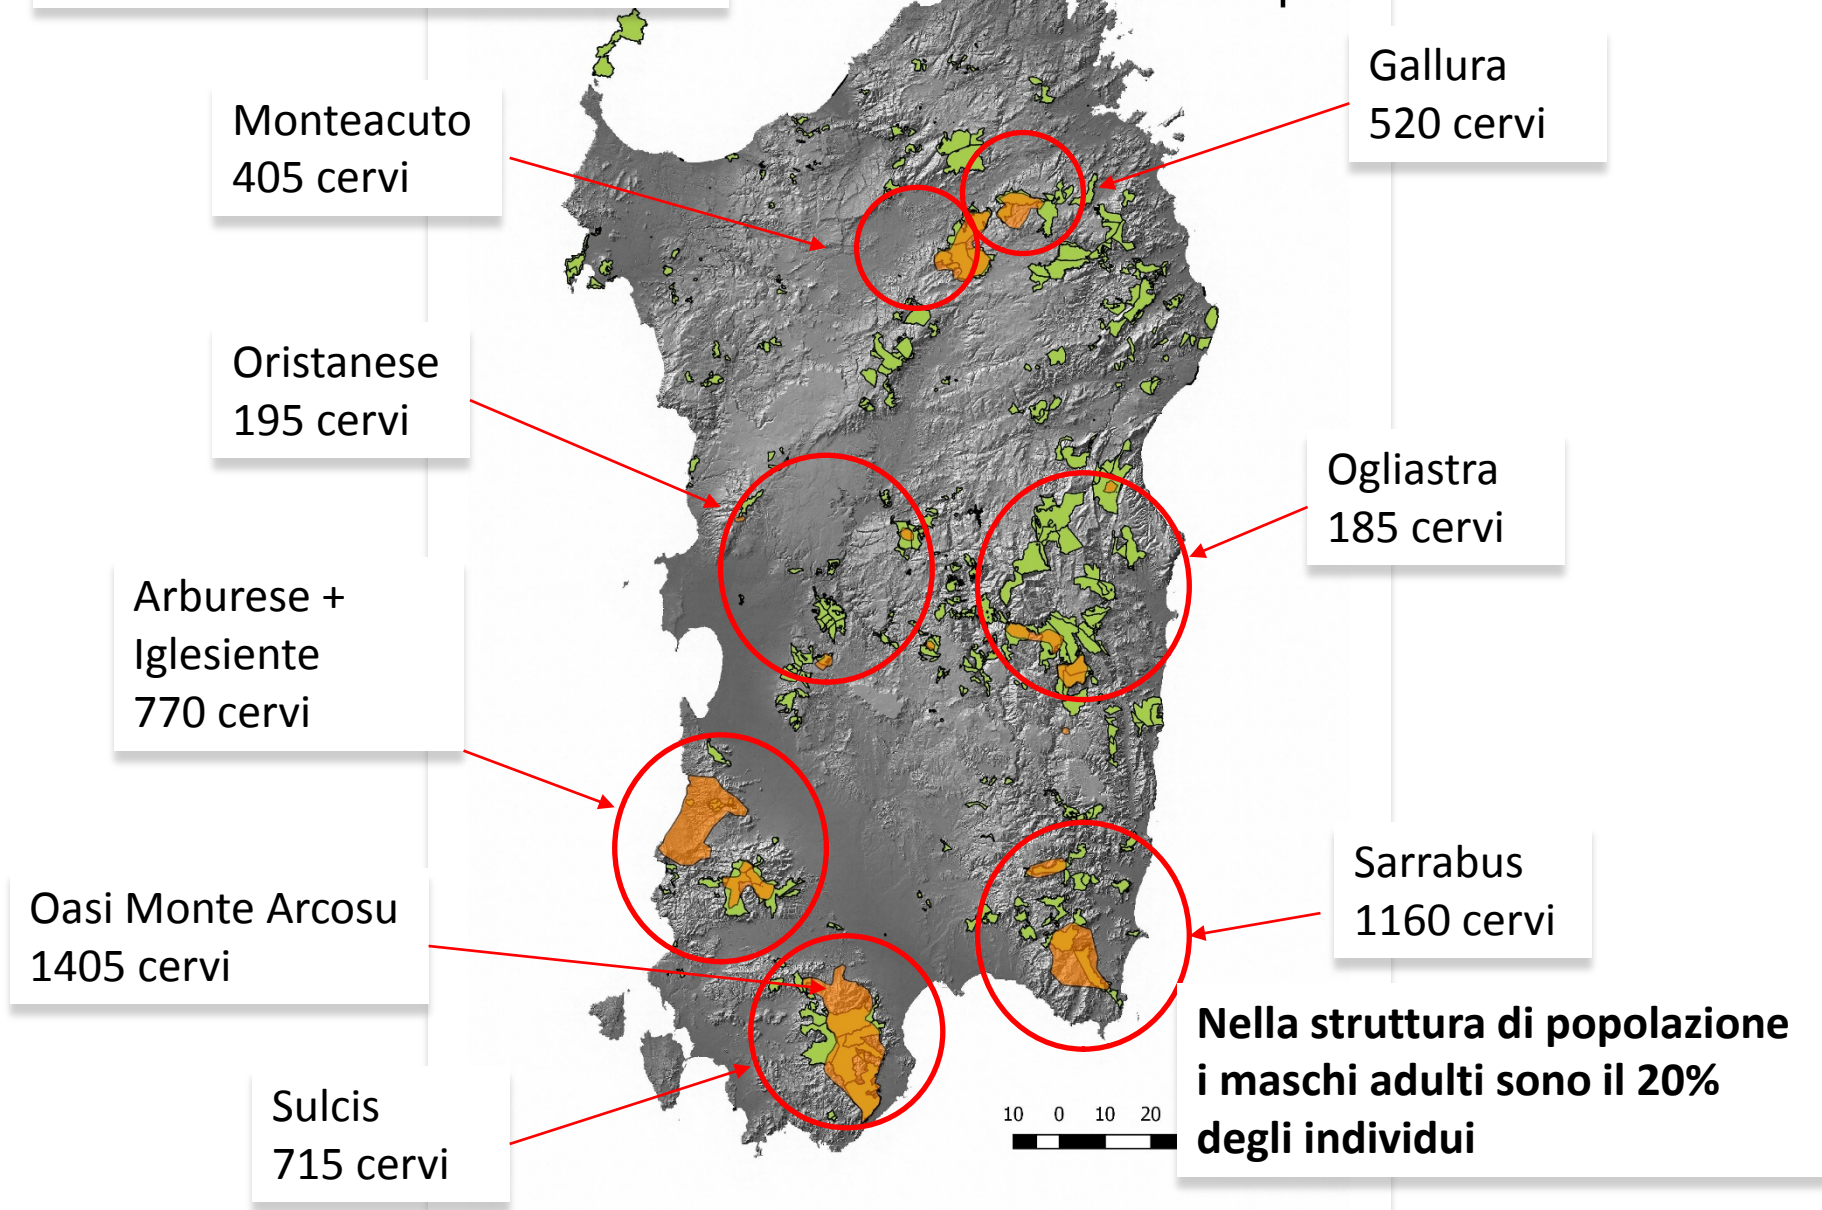 Gallura
520 cervi
Monteacuto
405 cervi
Oristanese
195 cervi
Ogliastra
185 cervi
Arburese +
Iglesiente
770 cervi
Sarrabus
1160 cervi
Oasi Monte Arcosu
1405 cervi
Nella struttura di popolazione
i maschi adulti sono il 20%
degli individui
Sulcis
715 cervi
10 0 10 20